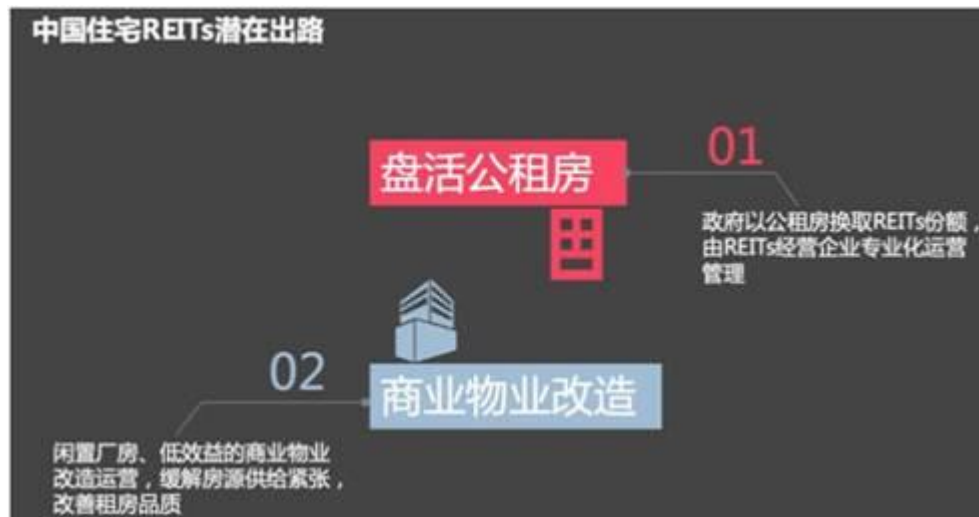 中国住宅REITs潜在出路
01
盘活公租房
政府以公租房换取REITs份额，
由REITs经营企业专业化运营
管理
02
商业物业改造
闲置厂房、低效益的商业物业
改造运营，缓解房源供给紧张，
改善租房品质